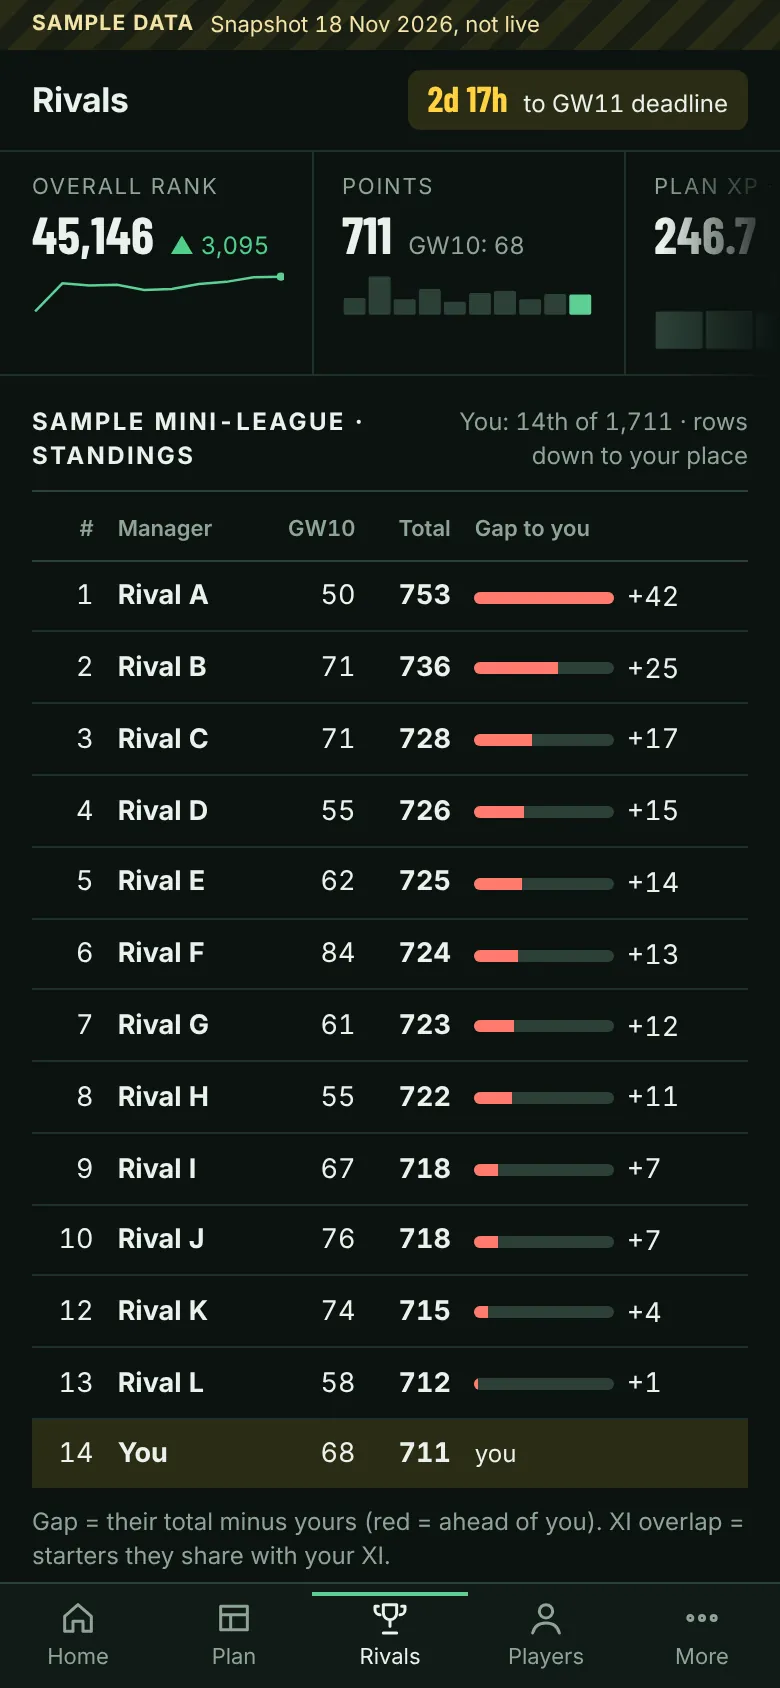 SAMPLE DATA Snapshot 18 Nov 2026, not live
Rivals 2d 17h to GW11 deadline
OVERALL RANK POINTS PLAN XP
45,146 ▲ 3,095 711 GW10: 68 246.7
SAMPLE MINI-LEAGUE · You: 14th of 1,711 · rows
STANDINGS down to your place
# Manager GW10 Total Gap to you
1 Rival A 50 753 +42
2 Rival B 71 736 +25
3 Rival C 71 728 +17
4 Rival D 55 726 +15
5 Rival E 62 725 +14
6 Rival F 84 724 +13
7 Rival G 61 723 +12
8 Rival H 55 722 +11
9 Rival I 67 718 +7
10 Rival J 76 718 +7
12 Rival K 74 715 +4
13 Rival L 58 712 +1
14 You 68 711 you
Gap = their total minus yours (red = ahead of you). XI overlap =
starters they share with your XI.
Home Plan Rivals Players More